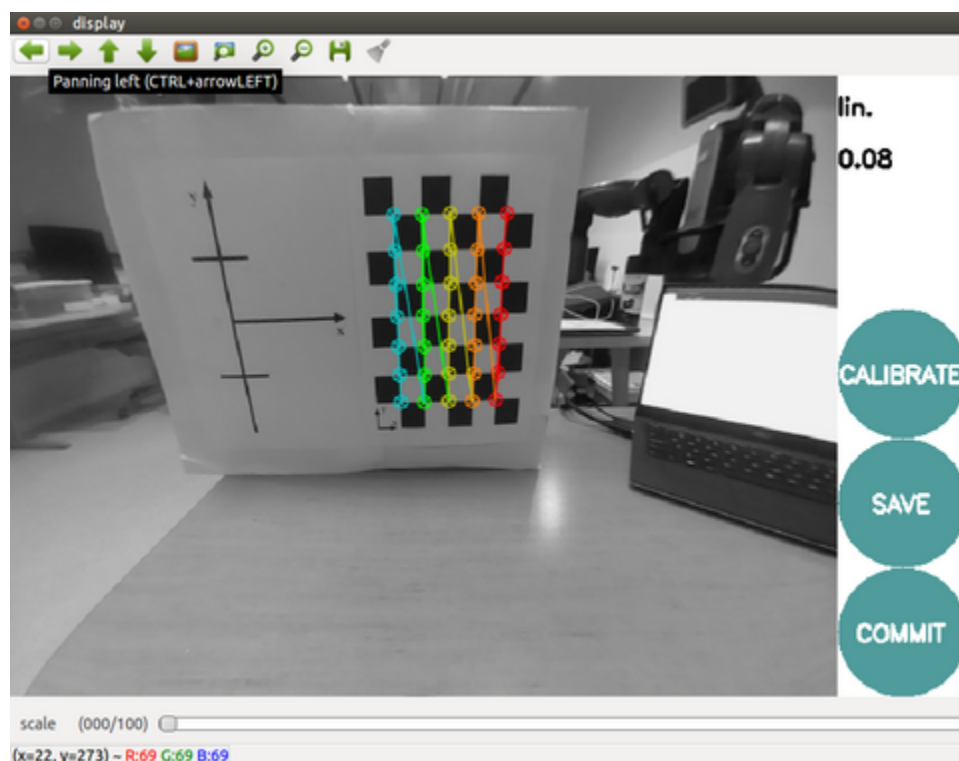 display
Panning left (CTRL+arrowLEFT)
lin.
0.08
y
x
CALIBRATE
SAVE
COMMIT
scale (000/100)
(x=22, y=273) ~ R:69 G:69 B:69